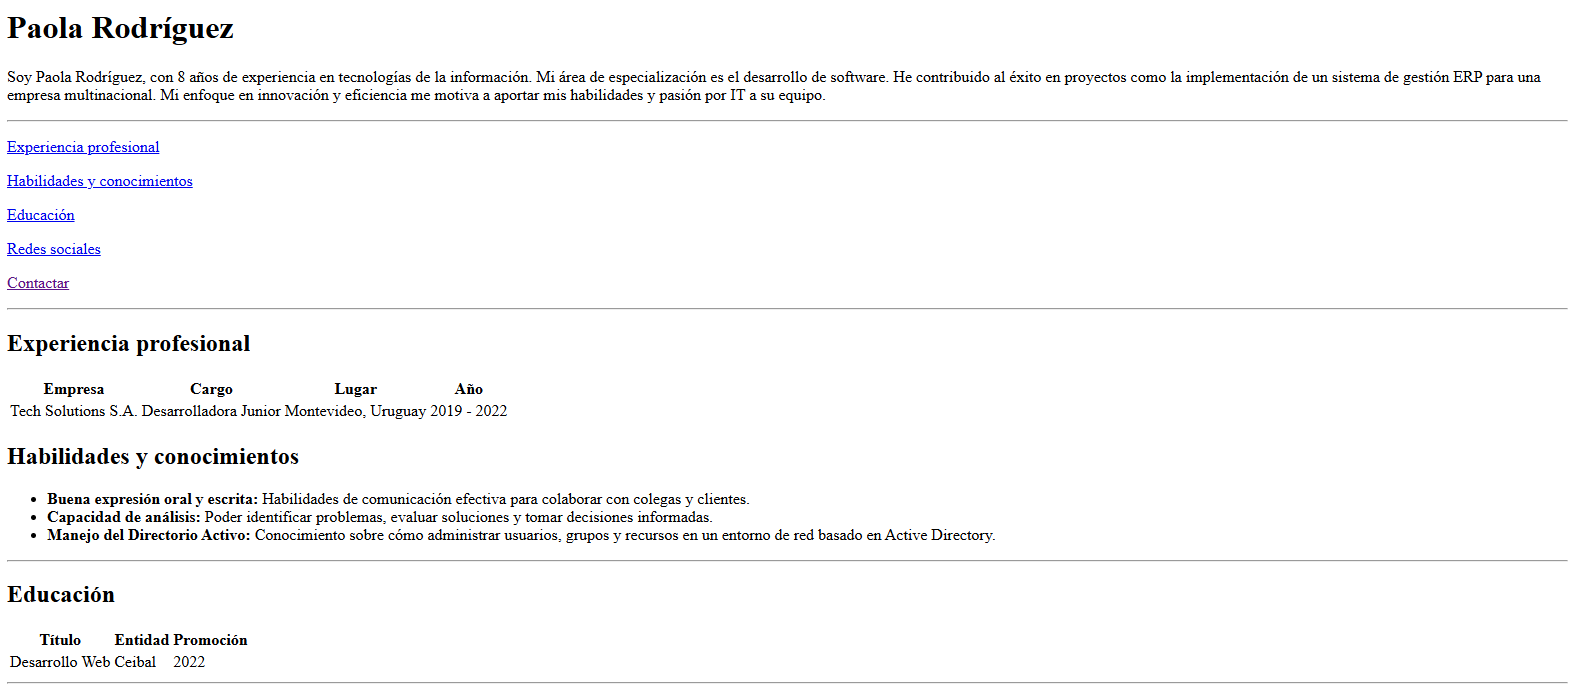 Paola Rodríguez
Soy Paola Rodríguez, con 8 años de experiencia en tecnologías de la información. Mi área de especialización es el desarrollo de software. He contribuido al éxito en proyectos como la implementación de un sistema de gestión ERP para una
empresa multinacional. Mi enfoque en innovación y eficiencia me motiva a aportar mis habilidades y pasión por IT a su equipo.
Experiencia profesional
Habilidades y conocimientos
Educación
Redes sociales
Contactar
Experiencia profesional
Empresa Cargo Lugar Año
Tech Solutions S.A. Desarrolladora Junior Montevideo, Uruguay 2019 - 2022
Habilidades y conocimientos
• Buena expresión oral y escrita: Habilidades de comunicación efectiva para colaborar con colegas y clientes.
• Capacidad de análisis: Poder identificar problemas, evaluar soluciones y tomar decisiones informadas.
• Manejo del Directorio Activo: Conocimiento sobre cómo administrar usuarios, grupos y recursos en un entorno de red basado en Active Directory.
Educación
Título Entidad Promoción
Desarrollo Web Ceibal 2022